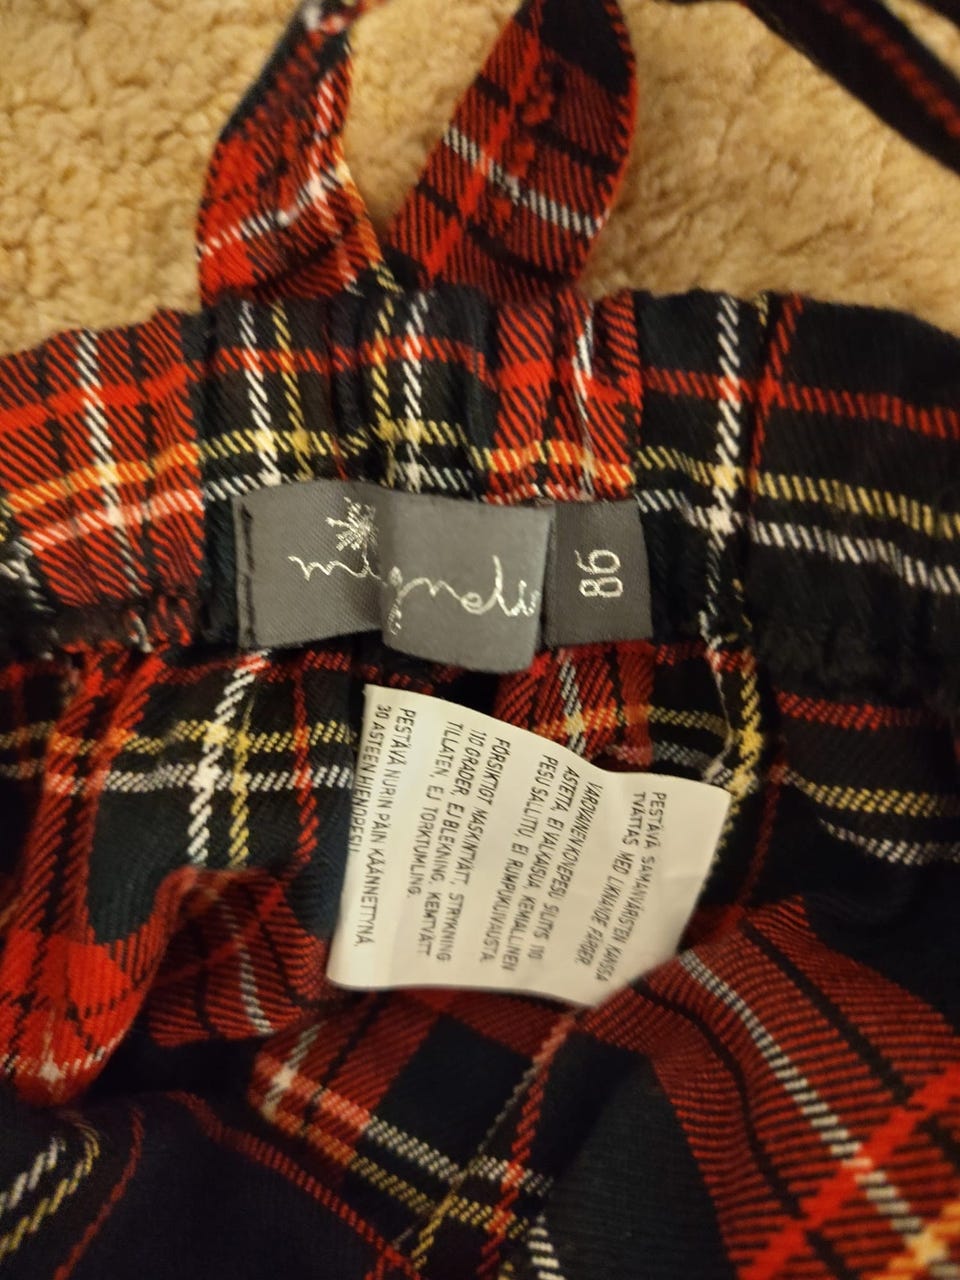 86
PESTÄVÄ SAMANVÄRISTEN KANSSA
TVÄTTAS MED LIKNANDE FÄRGER.
VAROVAINEN KONEPESU, SILITYS 110
ASTETTA, EI VALKAISUA, KEMIALLINEN
PESU SALLITTU, EI RUMPUKUIVAUSTA.
FÖRSIKTIGT MASKINTVÄTT, STRYKNING
110 GRADER, EJ BLEKNING, KEMTVÄTT
TILLÅTEN, EJ TORKTUMLING.
PESTÄVÄ NURIN PÄIN KÄÄNNETTYNÄ.
30 ASTEEN HIENOPESU.